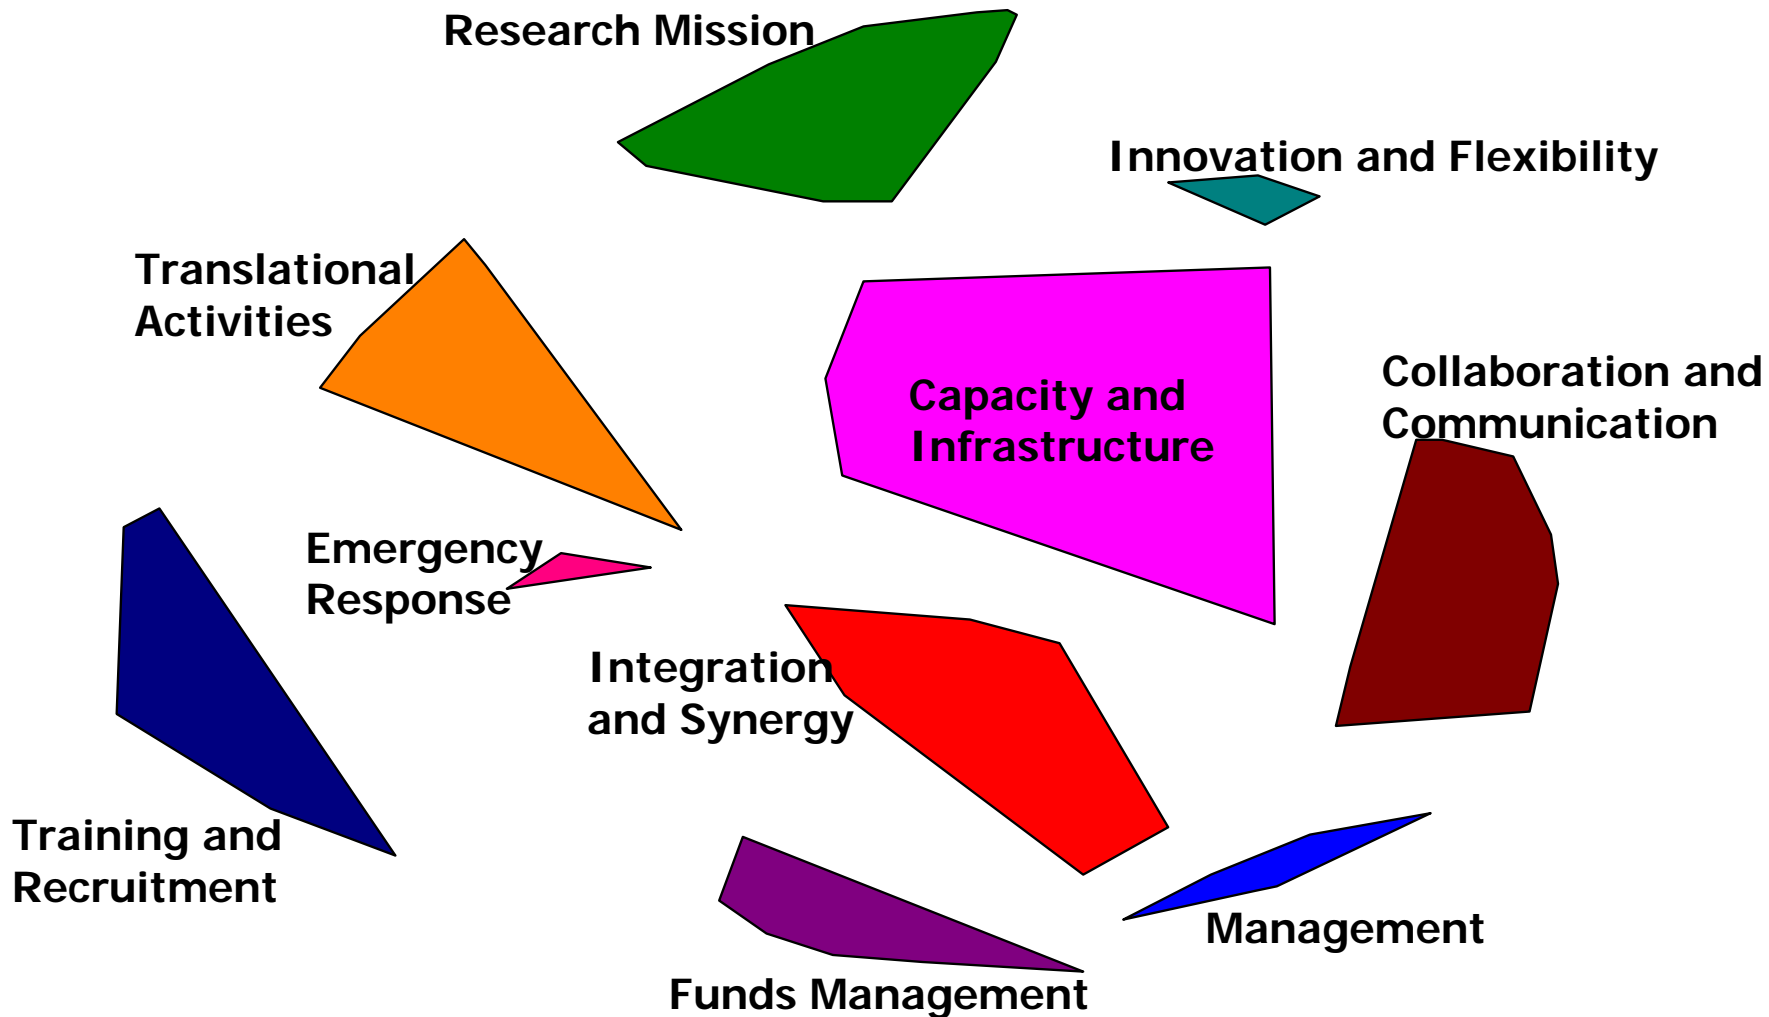 Research Mission
Innovation and Flexibility
Translational
Activities
Capacity and
Infrastructure
Collaboration and
Communication
Emergency
Response
Integration
and Synergy
Training and
Recruitment
Management
Funds Management